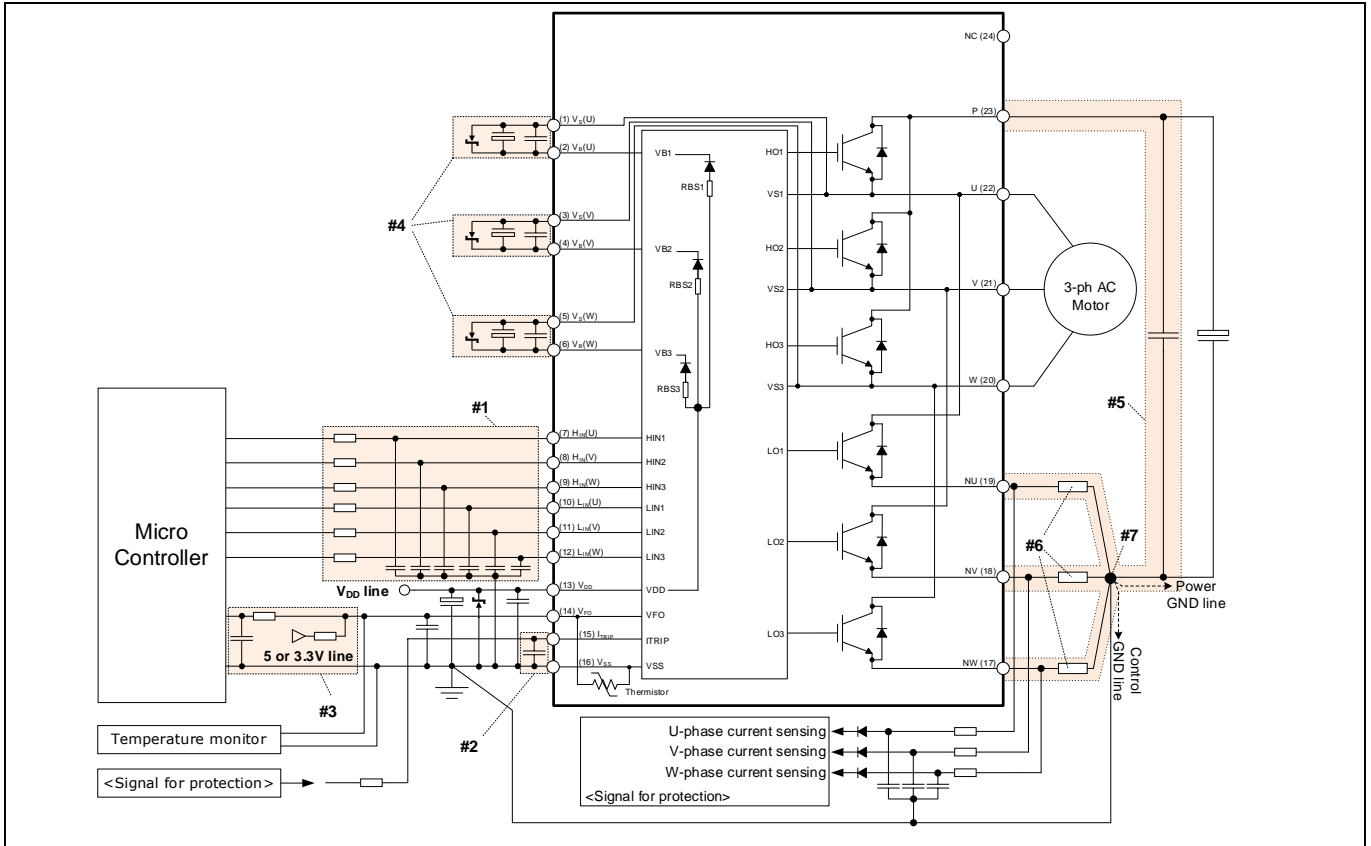 NC (24)
P (23)
(1) VS(U)
(2) VB(U)
VB1
HO1
RBS1
VS1
U (22)
(3) VS(V)
#4
(4) VB(V)
VB2
HO2
RBS2
VS2
V (21)
3-ph AC
Motor
(5) VS(W)
(6) VB(W)
VB3
HO3
RBS3
VS3
W (20)
#5
#1
(7) HIN(U)
HIN1
LO1
(8) HIN(V)
HIN2
(9) HIN(W)
HIN3
NU (19)
(10) LIN(U)
LIN1
(11) LIN(V)
LIN2
LO2
(12) LIN(W)
LIN3
Micro
Controller
#6
#7
NV (18)
Power
GND line
VDD line
(13) VDD
VDD
(14) VFO
VFO
(15) ITRIP
ITRIP
LO3
5 or 3.3V line
(16) VSS
VSS
NW (17)
Control
GND line
Thermistor
#3
#2
Temperature monitor
<Signal for protection>
U-phase current sensing
V-phase current sensing
W-phase current sensing
<Signal for protection>